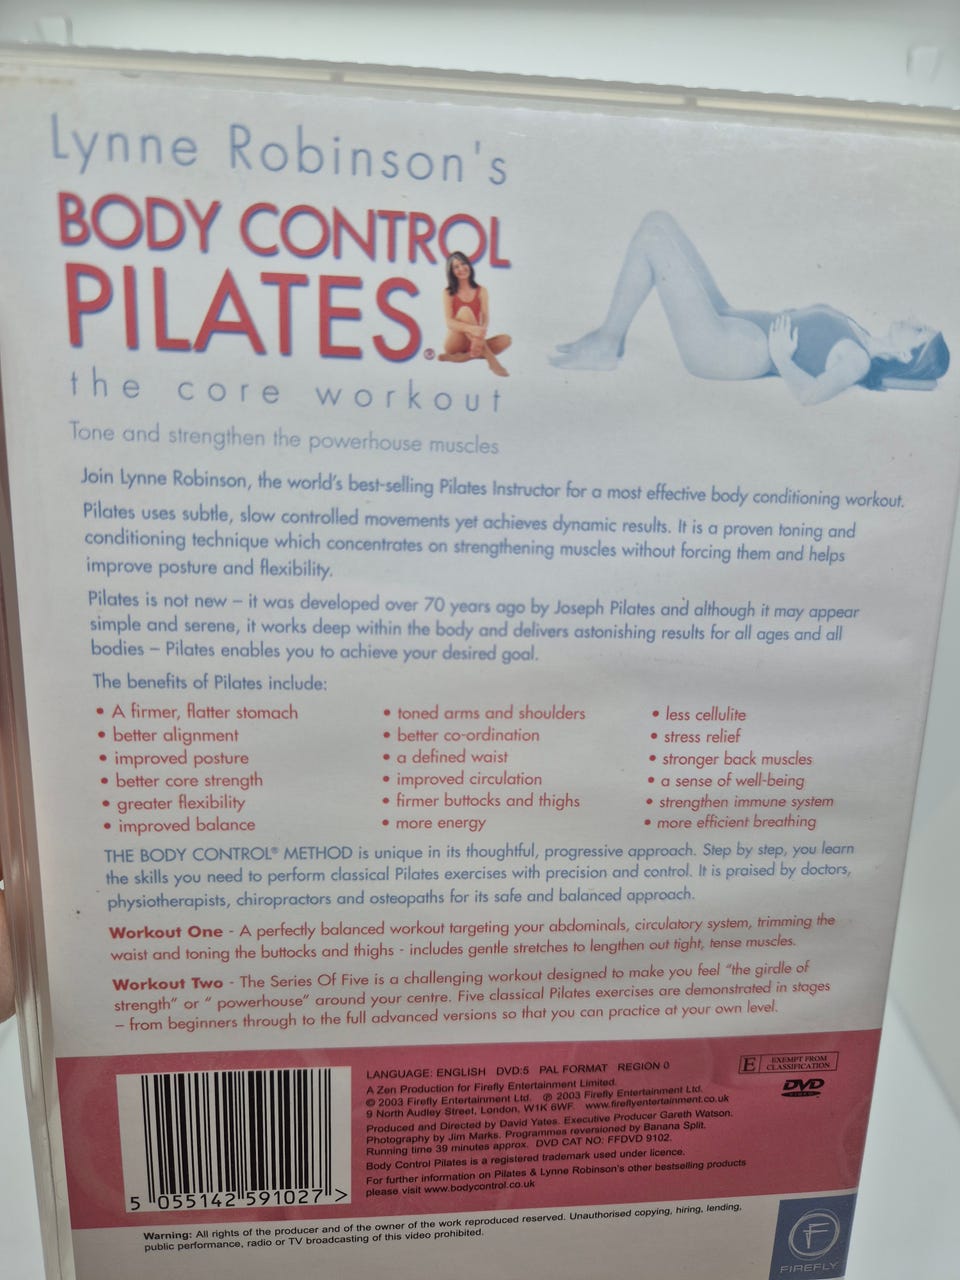 Lynne Robinson's
BODY CONTROL
PILATES®
the core workout
Tone and strengthen the powerhouse muscles
Join Lynne Robinson, the world's best-selling Pilates Instructor for a most effective body conditioning workout.
Pilates uses subtle, slow controlled movements yet achieves dynamic results. It is a proven toning and
conditioning technique which concentrates on strengthening muscles without forcing them and helps
improve posture and flexibility.
Pilates is not new – it was developed over 70 years ago by Joseph Pilates and although it may appear
simple and serene, it works deep within the body and delivers astonishing results for all ages and all
bodies – Pilates enables you to achieve your desired goal.
The benefits of Pilates include:
• A firmer, flatter stomach
• better alignment
• improved posture
• better core strength
• greater flexibility
• improved balance
• toned arms and shoulders
• better co-ordination
• a defined waist
• improved circulation
• firmer buttocks and thighs
• more energy
• less cellulite
• stress relief
• stronger back muscles
• a sense of well-being
• strengthen immune system
• more efficient breathing
THE BODY CONTROL® METHOD is unique in its thoughtful, progressive approach. Step by step, you learn
the skills you need to perform classical Pilates exercises with precision and control. It is praised by doctors,
physiotherapists, chiropractors and osteopaths for its safe and balanced approach.
Workout One - A perfectly balanced workout targeting your abdominals, circulatory system, trimming the
waist and toning the buttocks and thighs - includes gentle stretches to lengthen out tight, tense muscles.
Workout Two - The Series Of Five is a challenging workout designed to make you feel "the girdle of
strength" or " powerhouse" around your centre. Five classical Pilates exercises are demonstrated in stages
– from beginners through to the full advanced versions so that you can practice at your own level.
LANGUAGE: ENGLISH DVD:5 PAL FORMAT REGION 0
A Zen Production for Firefly Entertainment Limited.
© 2003 Firefly Entertainment Ltd. ℗ 2003 Firefly Entertainment Ltd.
9 North Audley Street, London, W1K 6WF. www.fireflyentertainment.co.uk
Produced and Directed by David Yates. Executive Producer Gareth Watson.
Photography by Jim Marks. Programmes reversioned by Banana Split.
Running time 39 minutes approx. DVD CAT NO: FFDVD 9102.
Body Control Pilates is a registered trademark used under licence.
For further information on Pilates & Lynne Robinson's other bestselling products
please visit www.bodycontrol.co.uk
E EXEMPT FROM
CLASSIFICATION
DVD
VIDEO
5 055142 591027 >
Warning: All rights of the producer and of the owner of the work reproduced reserved. Unauthorised copying, hiring, lending,
public performance, radio or TV broadcasting of this video prohibited.
F
FIREFLY